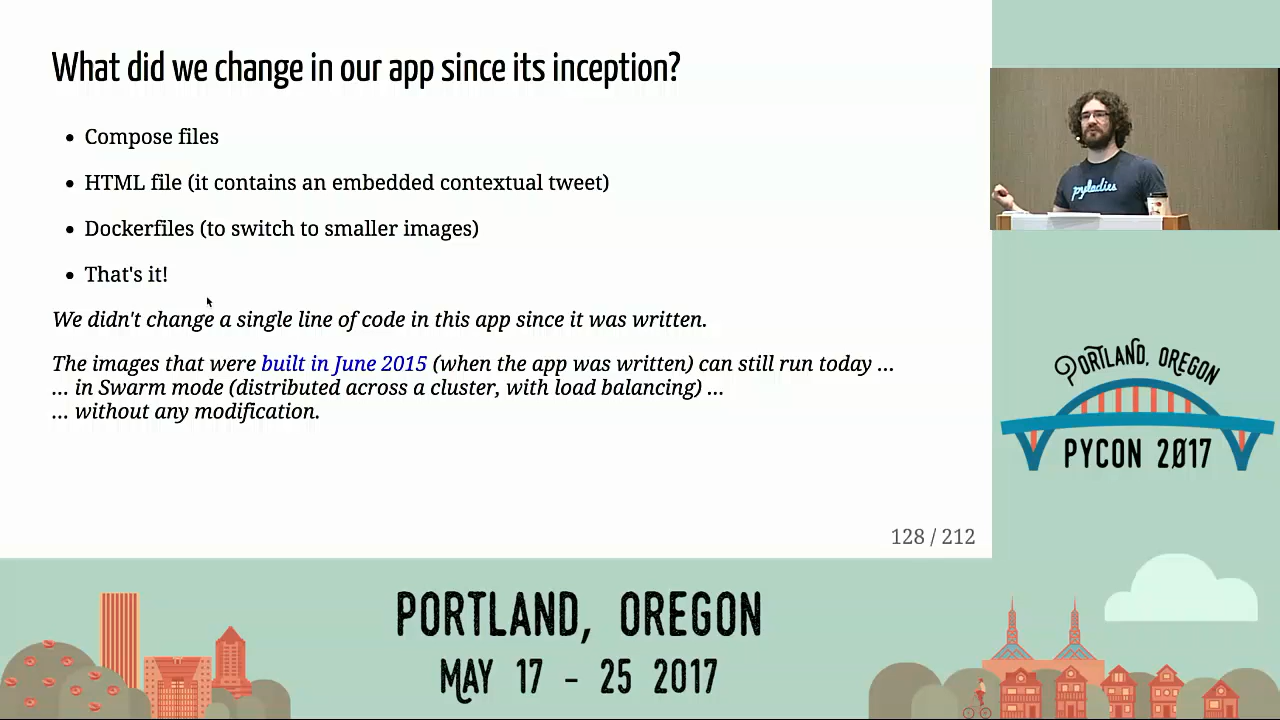 What did we change in our app since its inception?
Compose files
HTML file (it contains an embedded contextual tweet)
Dockerfiles (to switch to smaller images)
That's it!
We didn't change a single line of code in this app since it was written.
The images that were built in June 2015 (when the app was written) can still run today ...
... in Swarm mode (distributed across a cluster, with load balancing) ...
... without any modification.
128 / 212
pyladies
PORTLAND, OREGON
PYCON 2017
PORTLAND, OREGON
MAY 17 - 25 2017